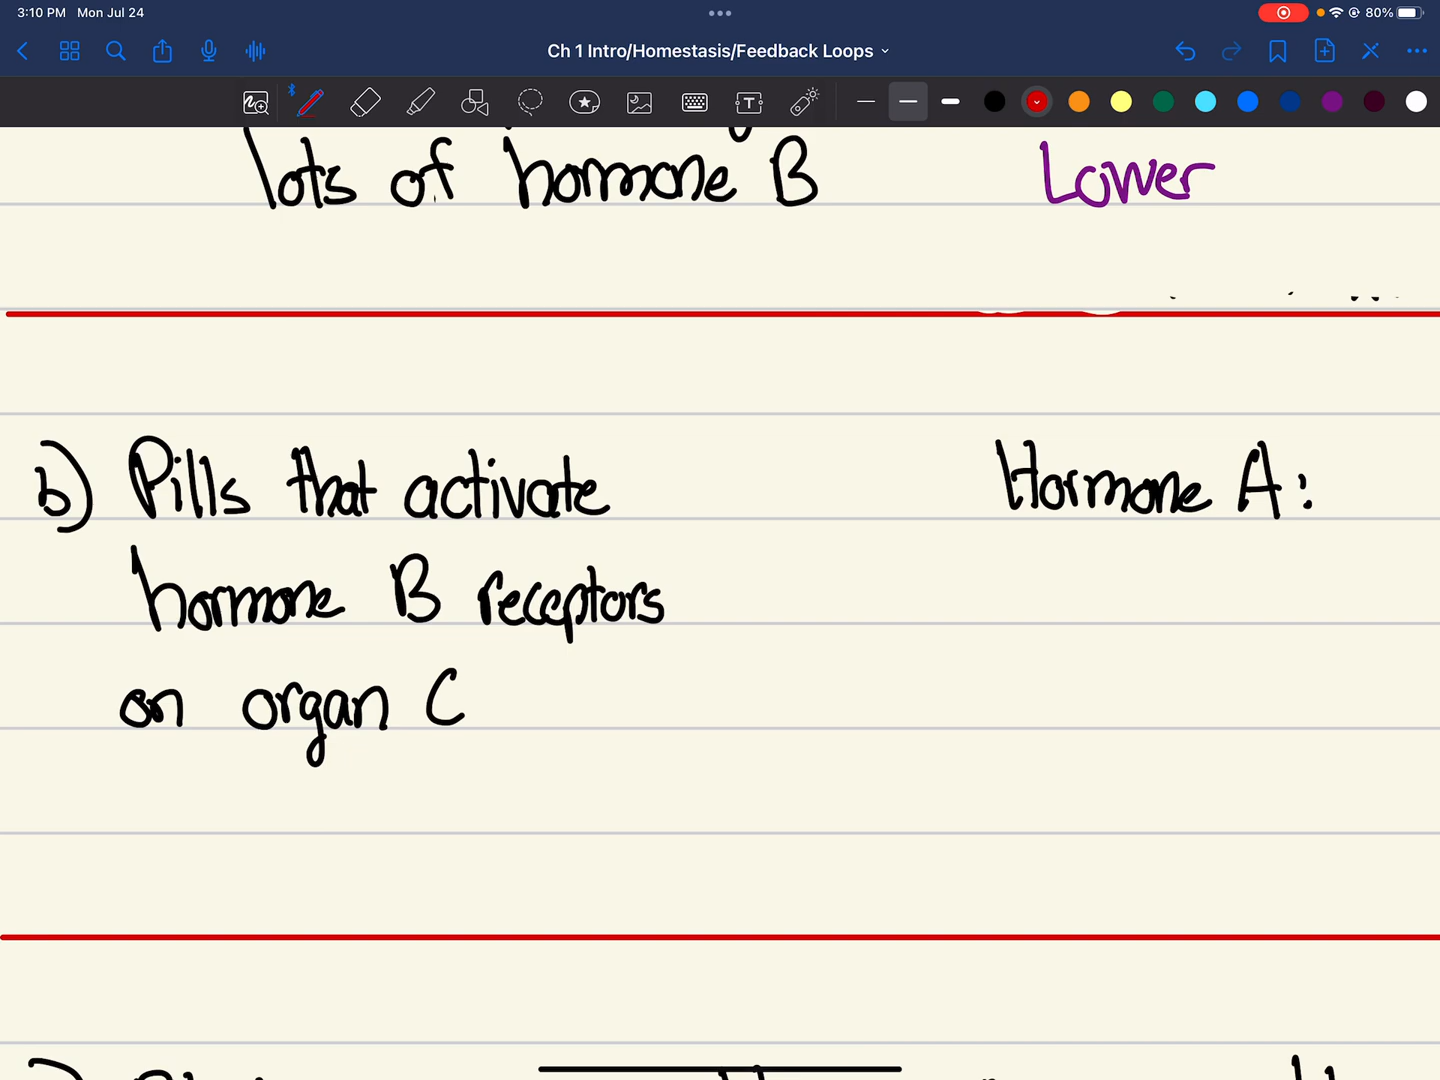 3:10 PM Mon Jul 24
80%
Ch 1 Intro/Homestasis/Feedback Loops
lots of hormone B Lower
b) Pills that activate Hormone A:
hormone B receptors
on organ C